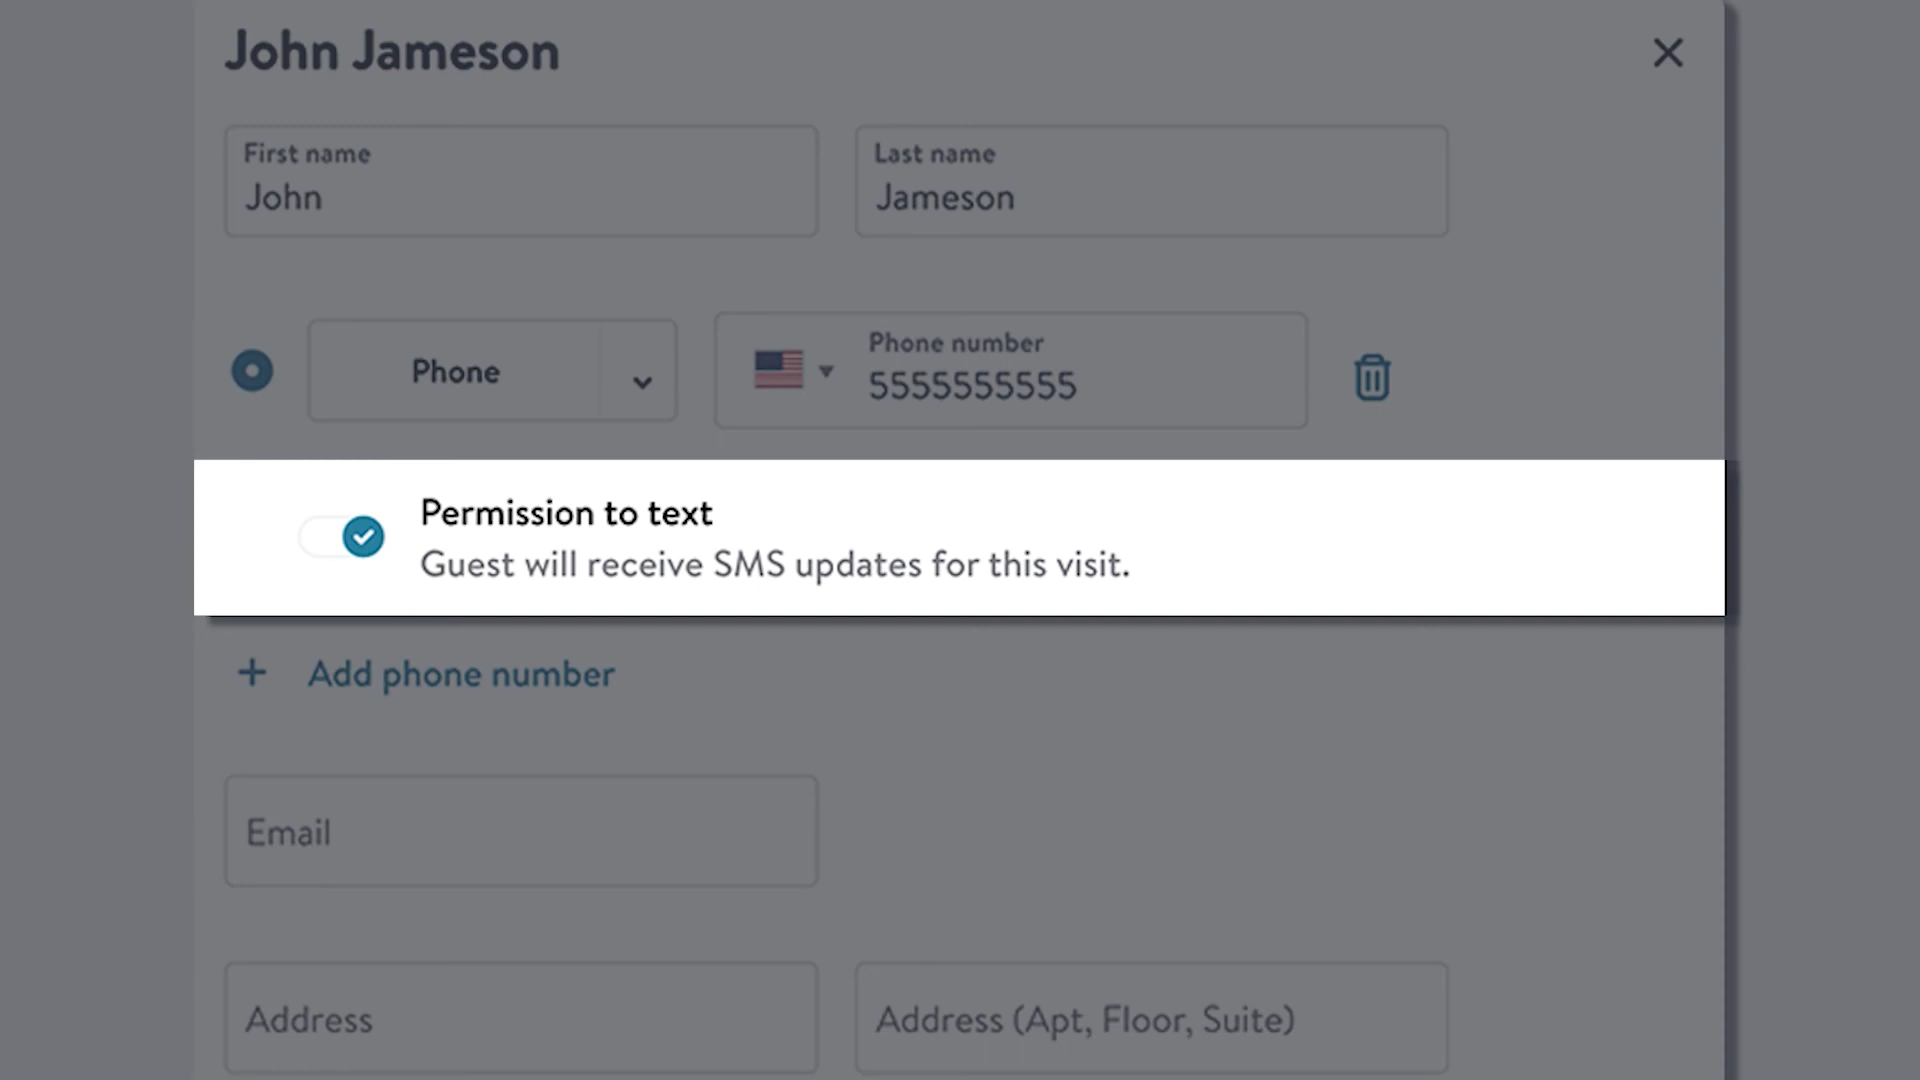 John Jameson
First name
John
Last name
Jameson
Phone
Phone number
5555555555
Permission to text
Guest will receive SMS updates for this visit.
+ Add phone number
Email
Address
Address (Apt, Floor, Suite)